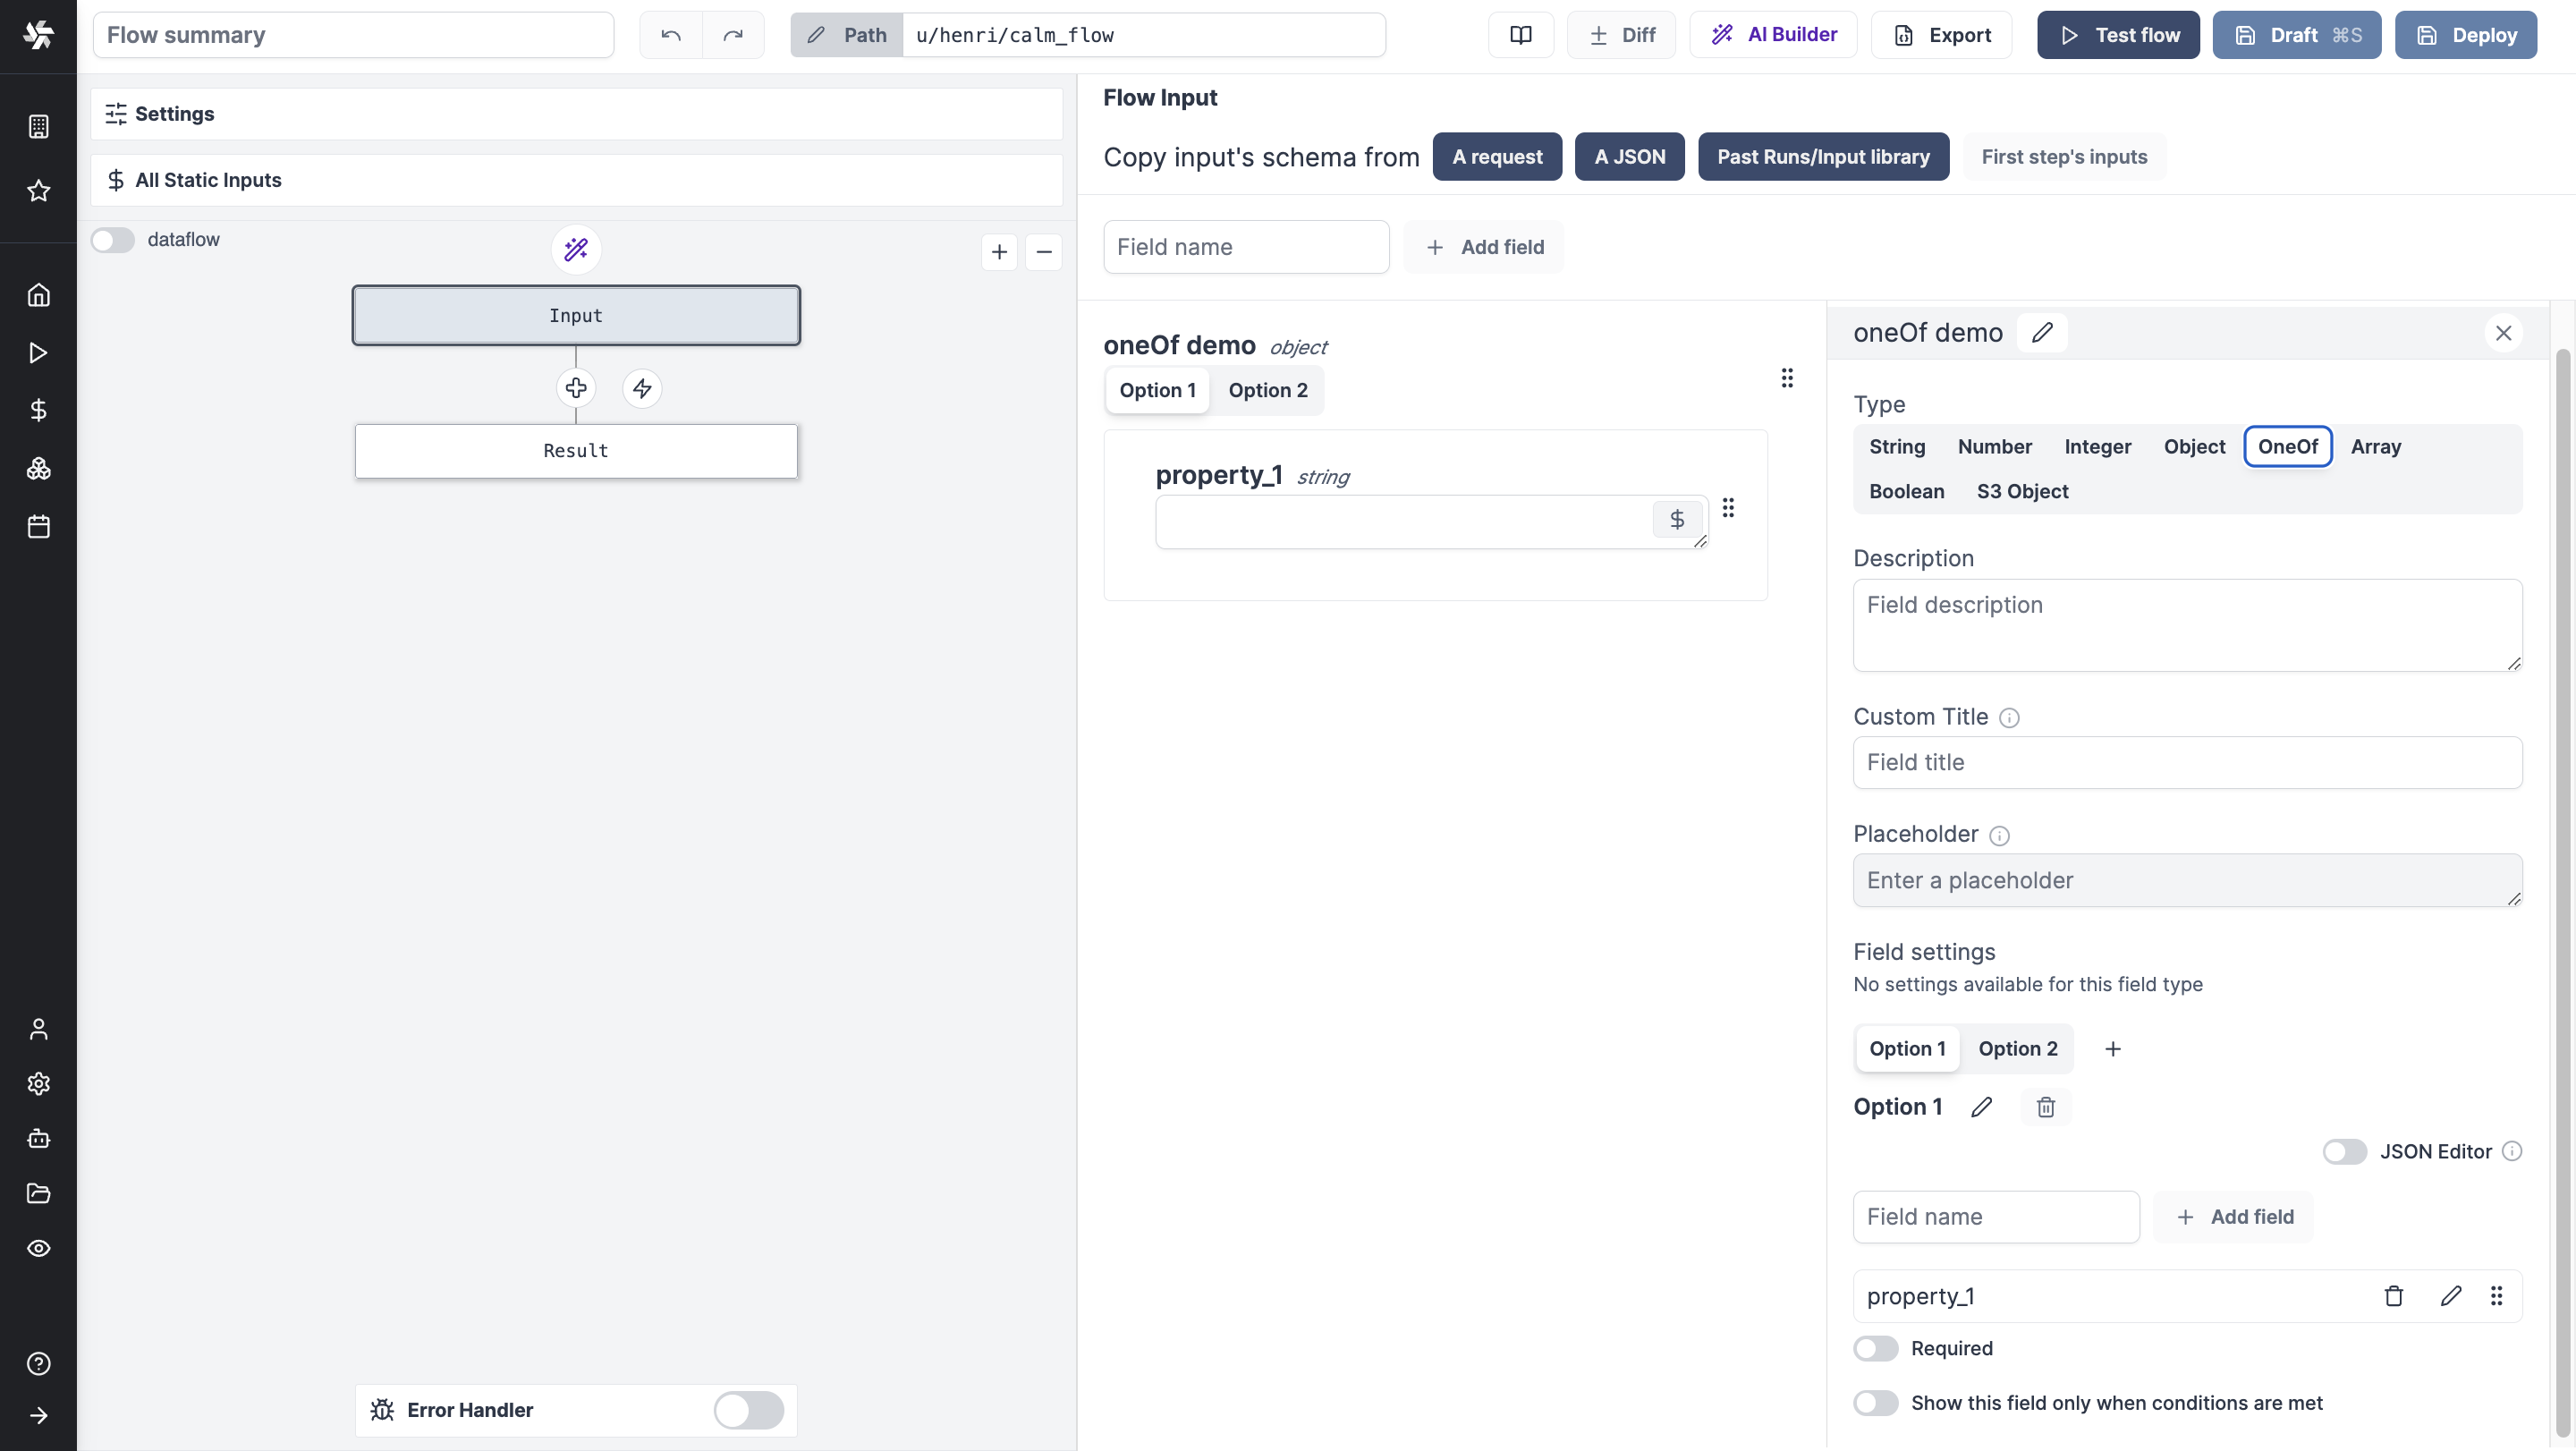 Flow summary
Path
u/henri/calm_flow
Diff
AI Builder
Export
Test flow
Draft ⌘S
Deploy
Settings
All Static Inputs
dataflow
Input
Result
Error Handler
Flow Input
Copy input's schema from
A request
A JSON
Past Runs/Input library
First step's inputs
Field name
Add field
oneOf demo object
Option 1
Option 2
property_1 string
oneOf demo
Type
String Number Integer Object OneOf Array
Boolean S3 Object
Description
Field description
Custom Title
Field title
Placeholder
Enter a placeholder
Field settings
No settings available for this field type
Option 1 Option 2
Option 1
JSON Editor
Field name
Add field
property_1
Required
Show this field only when conditions are met